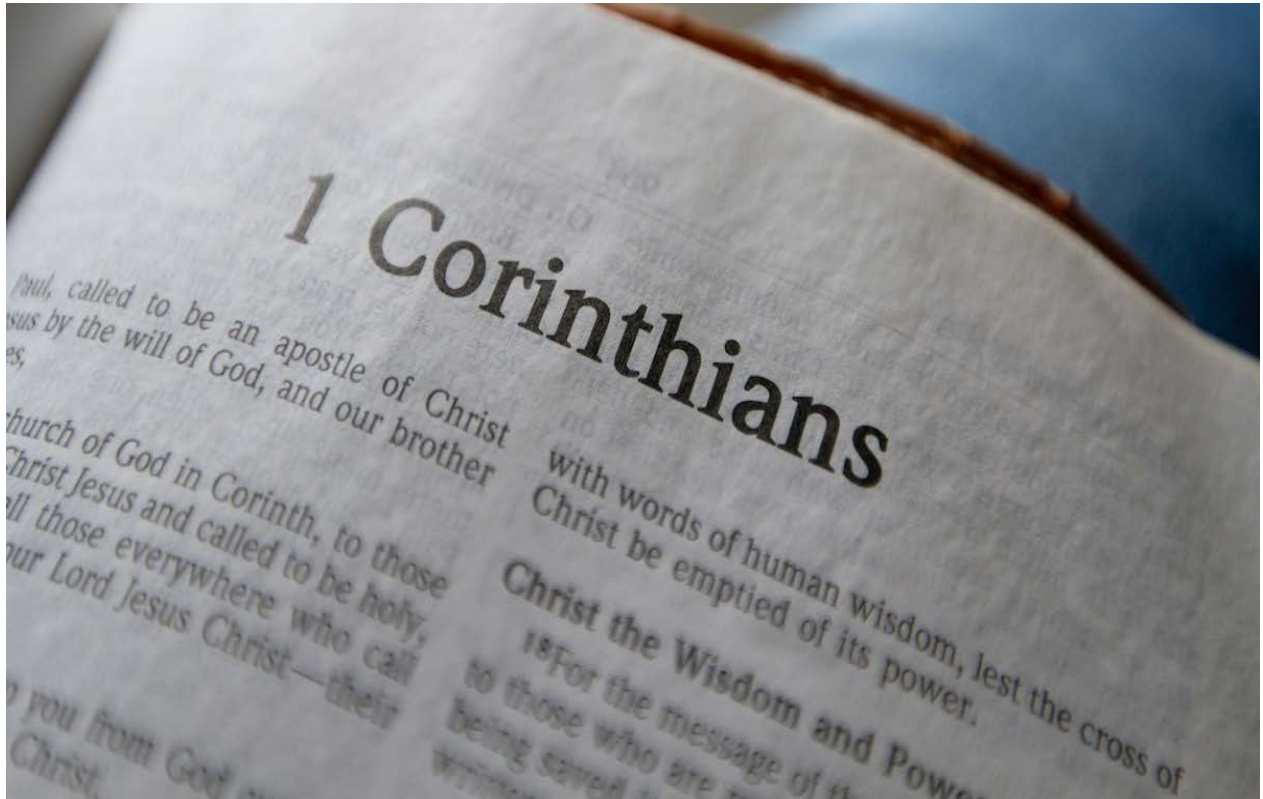 1 Corinthians
Paul, called to be an apostle of Christ
sus by the will of God, and our brother
es,
church of God in Corinth, to those
Christ Jesus and called to be holy,
all those everywhere who call
our Lord Jesus Christ—their
you from God
Christ.
with words of human wisdom, lest the cross of
Christ be emptied of its power.
Christ the Wisdom and Power
18For the message of the
to those who are
being saved